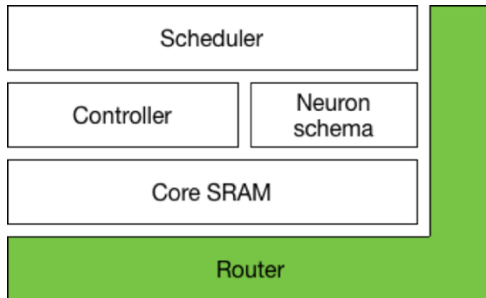 Scheduler
Controller
Neuron
schema
Core SRAM
Router